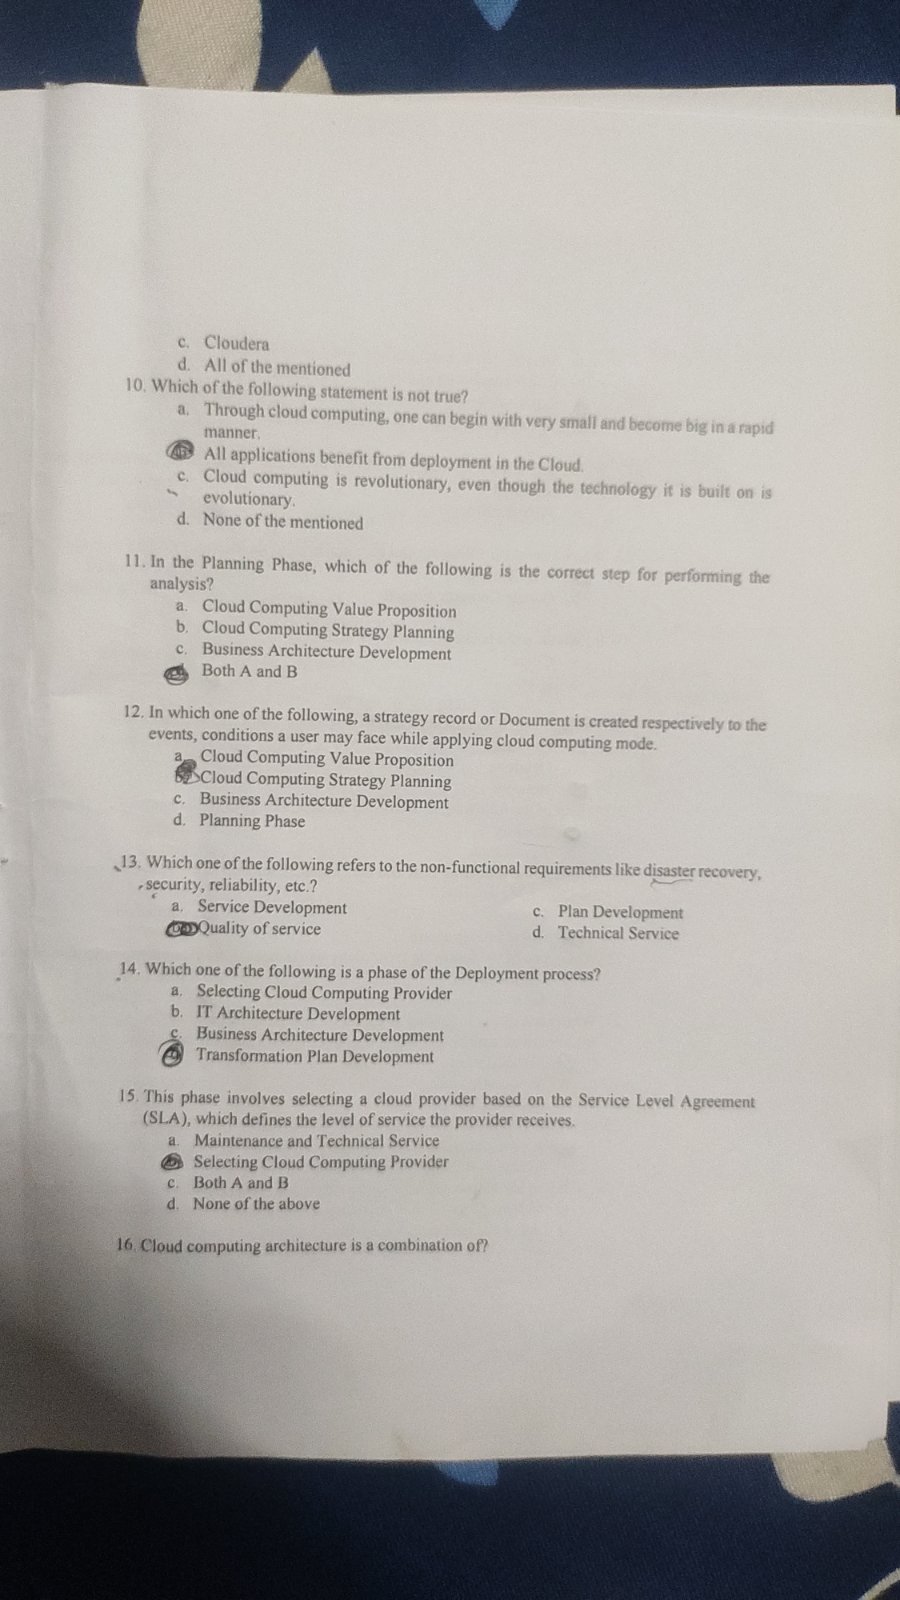 c. Cloudera
d. All of the mentioned
10. Which of the following statement is not true?
a. Through cloud computing, one can begin with very small and become big in a rapid
manner.
All applications benefit from deployment in the Cloud.
c. Cloud computing is revolutionary, even though the technology it is built on is
evolutionary.
d. None of the mentioned
11. In the Planning Phase, which of the following is the correct step for performing the
analysis?
a. Cloud Computing Value Proposition
b. Cloud Computing Strategy Planning
c. Business Architecture Development
Both A and B
12. In which one of the following, a strategy record or Document is created respectively to the
events, conditions a user may face while applying cloud computing mode.
a. Cloud Computing Value Proposition
Cloud Computing Strategy Planning
c. Business Architecture Development
d. Planning Phase
13. Which one of the following refers to the non-functional requirements like disaster recovery,
security, reliability, etc.?
a. Service Development
Quality of service
c. Plan Development
d. Technical Service
14. Which one of the following is a phase of the Deployment process?
a. Selecting Cloud Computing Provider
b. IT Architecture Development
c. Business Architecture Development
Transformation Plan Development
15. This phase involves selecting a cloud provider based on the Service Level Agreement
(SLA), which defines the level of service the provider receives.
a. Maintenance and Technical Service
Selecting Cloud Computing Provider
c. Both A and B
d. None of the above
16. Cloud computing architecture is a combination of?